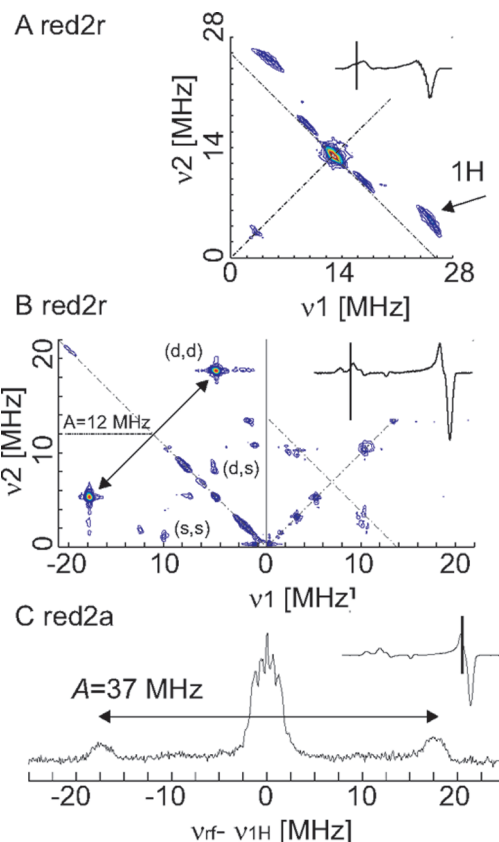 A red2r
28
14
0
ν2 [MHz]
1H
0 14 28
ν1 [MHz]
B red2r
20
10
0
ν2 [MHz]
(d,d)
A=12 MHz
(d,s)
(s,s)
-20 -10 0 10 20
ν1 [MHz]
C red2a
A=37 MHz
-20 -10 0 10 20
νrf- ν1H [MHz]